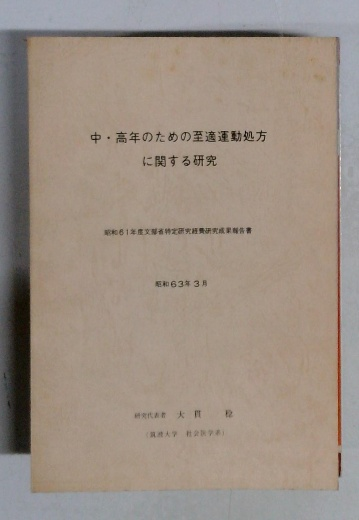 中・高年のための至適運動処方
に関する研究
昭和61年度文部省特定研究経費研究成果報告書
昭和63年3月
研究代表者 大貫 稔
(筑波大学 社会医学系)